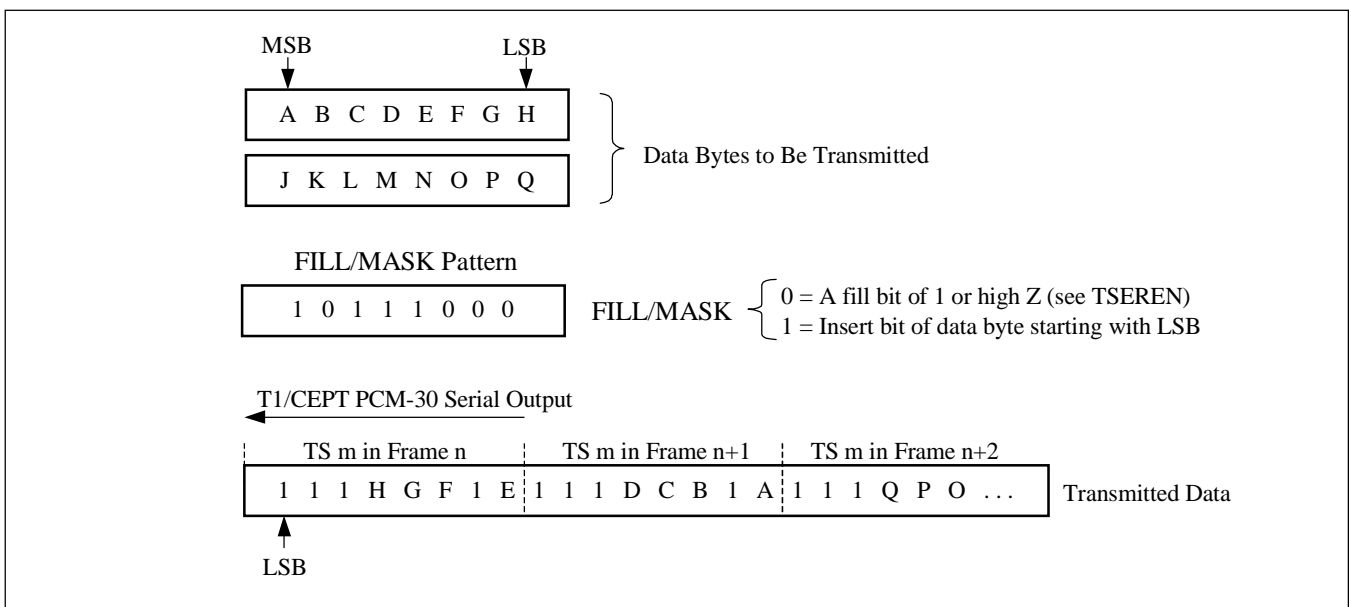 MSB LSB
A B C D E F G H
J K L M N O P Q
Data Bytes to Be Transmitted
FILL/MASK Pattern
1 0 1 1 1 0 0 0
FILL/MASK
0 = A fill bit of 1 or high Z (see TSEREN)
1 = Insert bit of data byte starting with LSB
T1/CEPT PCM-30 Serial Output
TS m in Frame n TS m in Frame n+1 TS m in Frame n+2
1 1 1 H G F 1 E 1 1 1 D C B 1 A 1 1 1 Q P O ... Transmitted Data
LSB